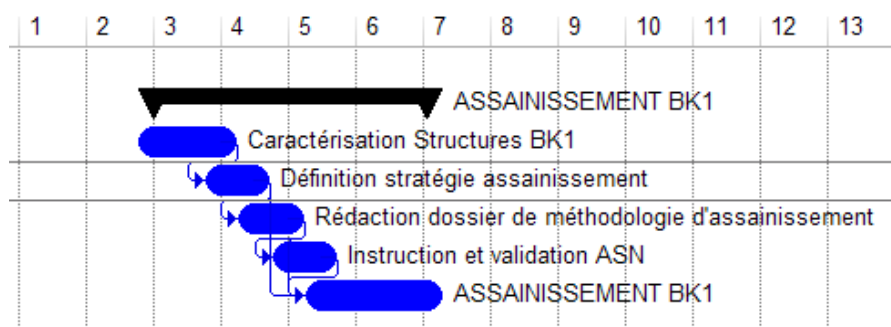 1 2 3 4 5 6 7 8 9 10 11 12 13
ASSAINISSEMENT BK1
Caractérisation Structures BK1
Définition stratégie assainissement
Rédaction dossier de méthodologie d'assainissement
Instruction et validation ASN
ASSAINISSEMENT BK1